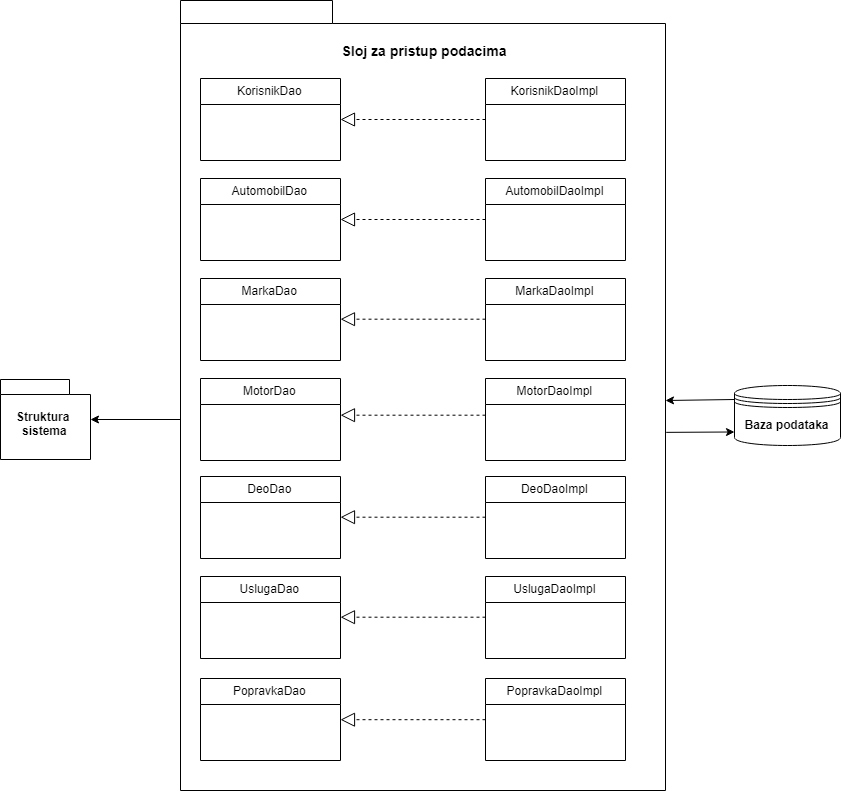 Sloj za pristup podacima
KorisnikDao
KorisnikDaoImpl
AutomobilDao
AutomobilDaoImpl
MarkaDao
MarkaDaoImpl
MotorDao
MotorDaoImpl
Struktura
sistema
Baza podataka
DeoDao
DeoDaoImpl
UslugaDao
UslugaDaoImpl
PopravkaDao
PopravkaDaoImpl